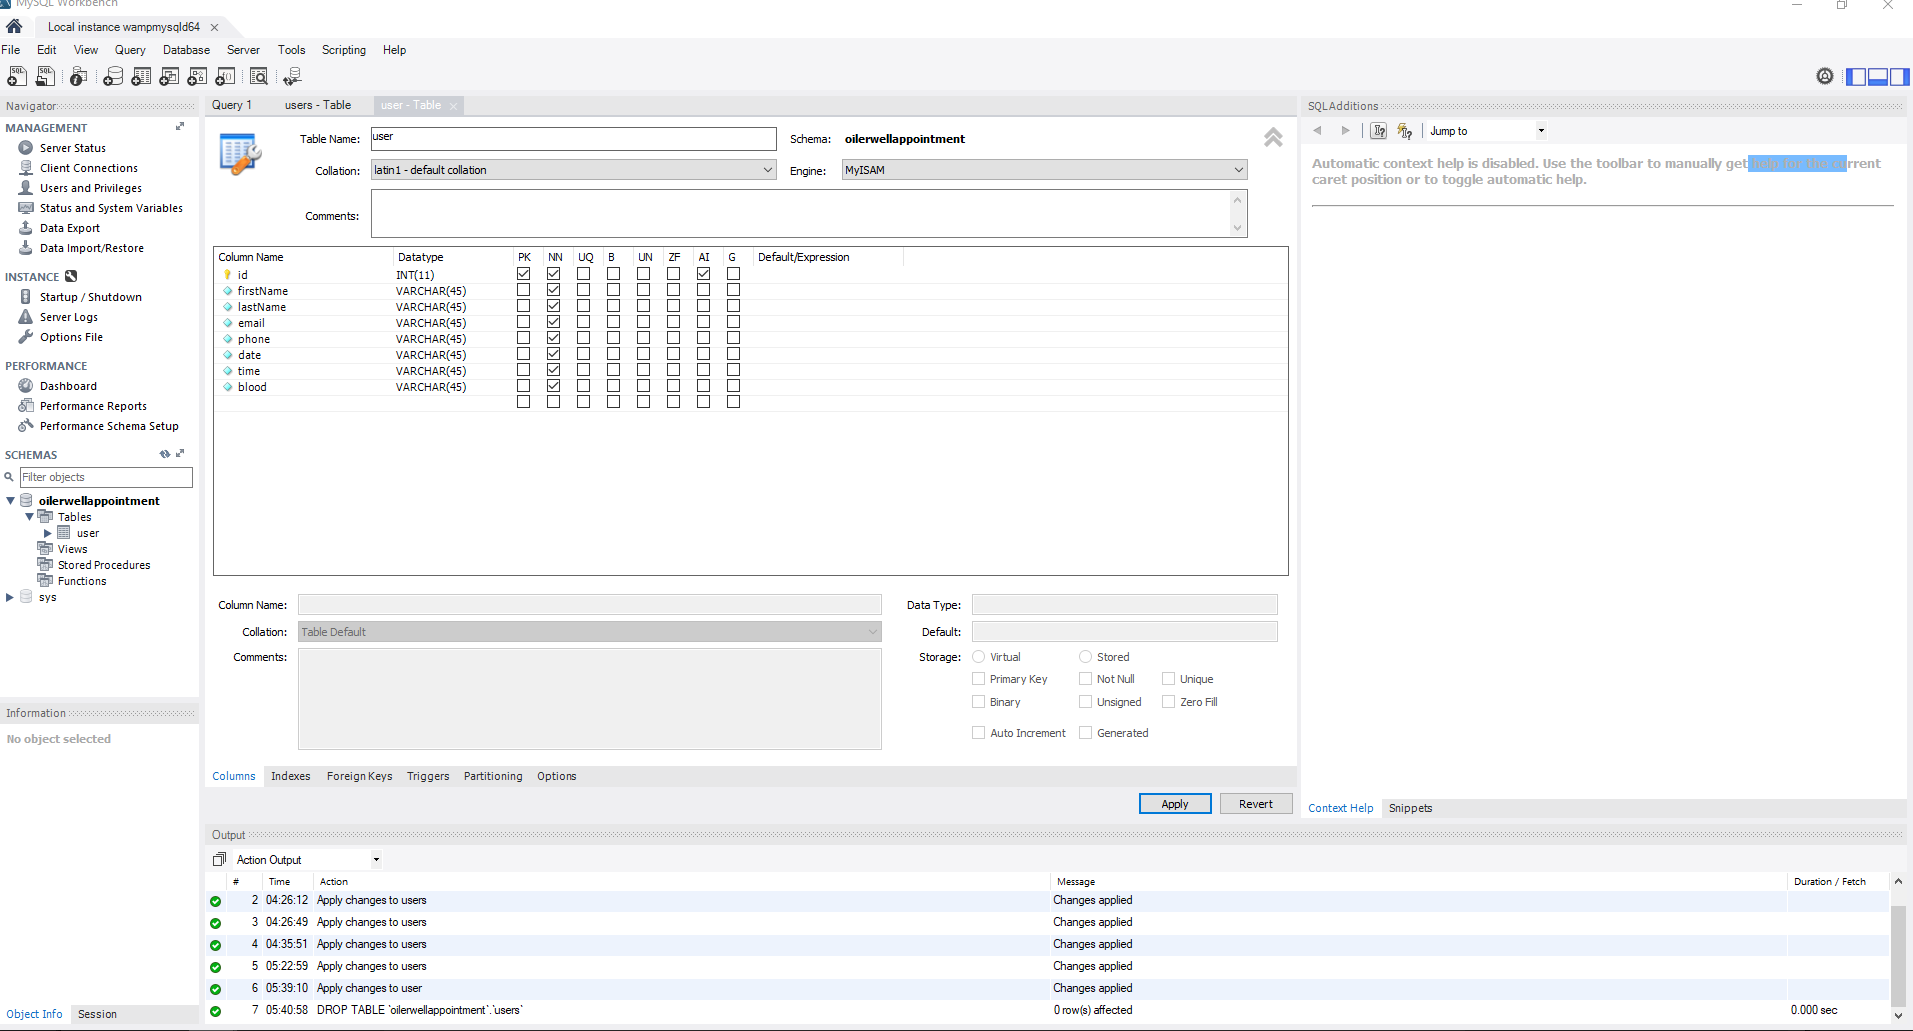 MySQL Workbench
Local instance wampmysqld64
File Edit View Query Database Server Tools Scripting Help
Navigator
MANAGEMENT
Server Status
Client Connections
Users and Privileges
Status and System Variables
Data Export
Data Import/Restore
INSTANCE
Startup / Shutdown
Server Logs
Options File
PERFORMANCE
Dashboard
Performance Reports
Performance Schema Setup
SCHEMAS
Filter objects
oilerwellappointment
Tables
user
Views
Stored Procedures
Functions
sys
Information
No object selected
Object Info Session
Query 1 users - Table user - Table
Table Name: user Schema: oilerwellappointment
Collation: latin1 - default collation Engine: MyISAM
Comments:
Column Name Datatype PK NN UQ B UN ZF AI G Default/Expression
id INT(11)
firstName VARCHAR(45)
lastName VARCHAR(45)
email VARCHAR(45)
phone VARCHAR(45)
date VARCHAR(45)
time VARCHAR(45)
blood VARCHAR(45)
Column Name: Data Type:
Collation: Table Default Default:
Comments: Storage: Virtual Stored
Primary Key Not Null Unique
Binary Unsigned Zero Fill
Auto Increment Generated
Columns Indexes Foreign Keys Triggers Partitioning Options
Apply Revert
SQLAdditions
Jump to
Automatic context help is disabled. Use the toolbar to manually get help for the current
caret position or to toggle automatic help.
Context Help Snippets
Output
Action Output
# Time Action Message Duration / Fetch
2 04:26:12 Apply changes to users Changes applied
3 04:26:49 Apply changes to users Changes applied
4 04:35:51 Apply changes to users Changes applied
5 05:22:59 Apply changes to users Changes applied
6 05:39:10 Apply changes to user Changes applied
7 05:40:58 DROP TABLE `oilerwellappointment`.`users` 0 row(s) affected 0.000 sec